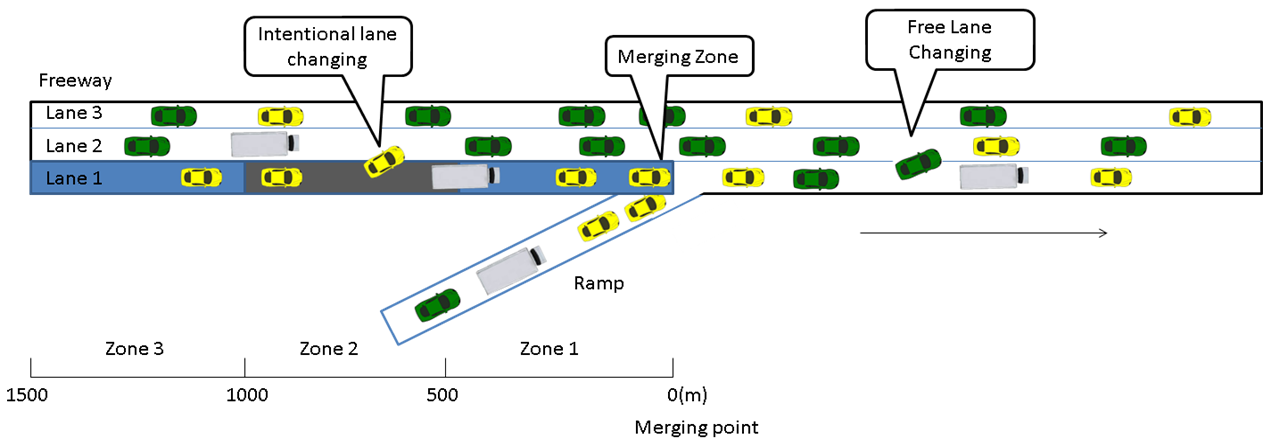 Intentional lane
changing
Merging Zone
Free Lane
Changing
Freeway
Lane 3
Lane 2
Lane 1
Ramp
Zone 3
Zone 2
Zone 1
1500
1000
500
0(m)
Merging point